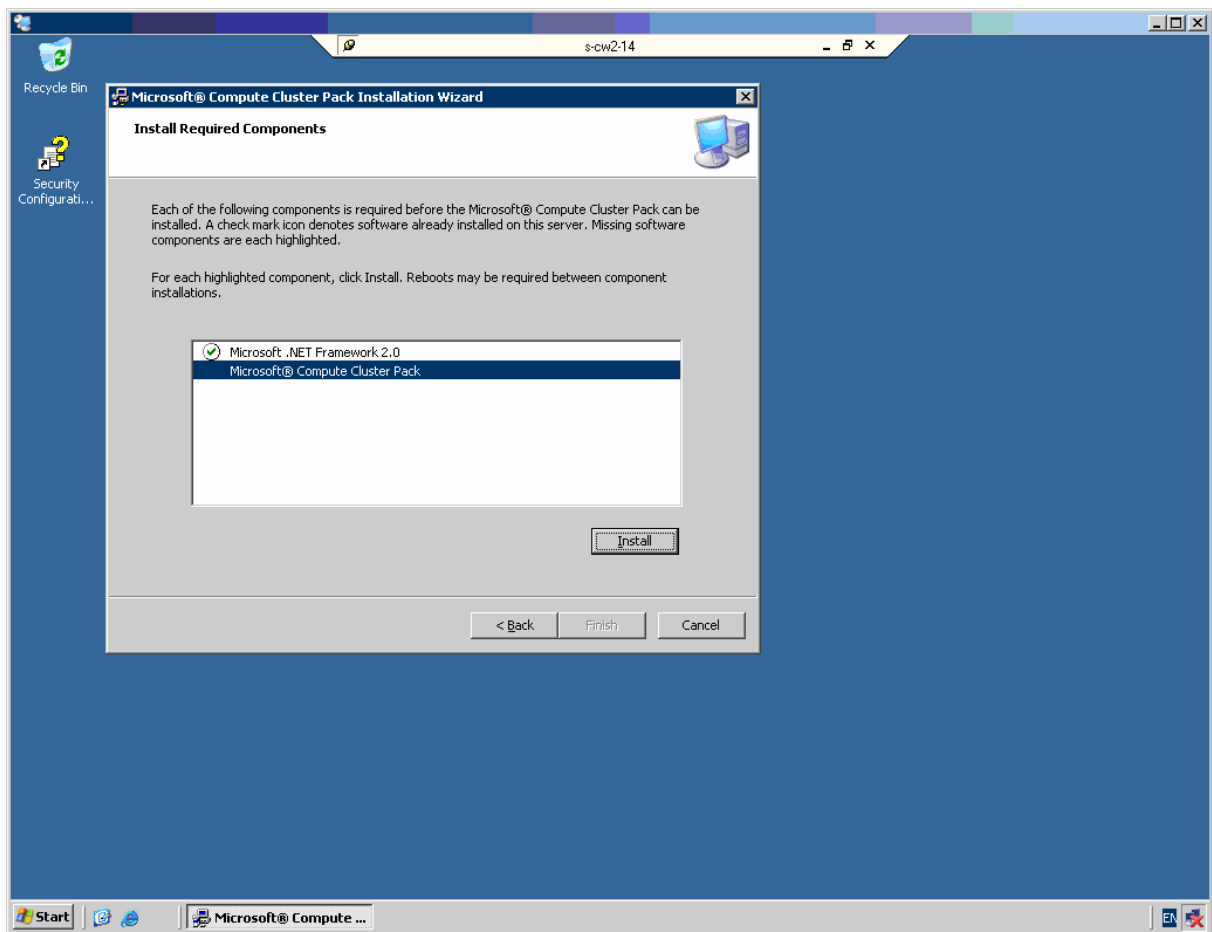 s-cw2-14
Recycle Bin
Security
Configurati...
Microsoft® Compute Cluster Pack Installation Wizard
Install Required Components
Each of the following components is required before the Microsoft® Compute Cluster Pack can be
installed. A check mark icon denotes software already installed on this server. Missing software
components are each highlighted.
For each highlighted component, click Install. Reboots may be required between component
installations.
Microsoft .NET Framework 2.0
Microsoft® Compute Cluster Pack
Install
< Back
Finish
Cancel
Start
Microsoft® Compute ...
EN